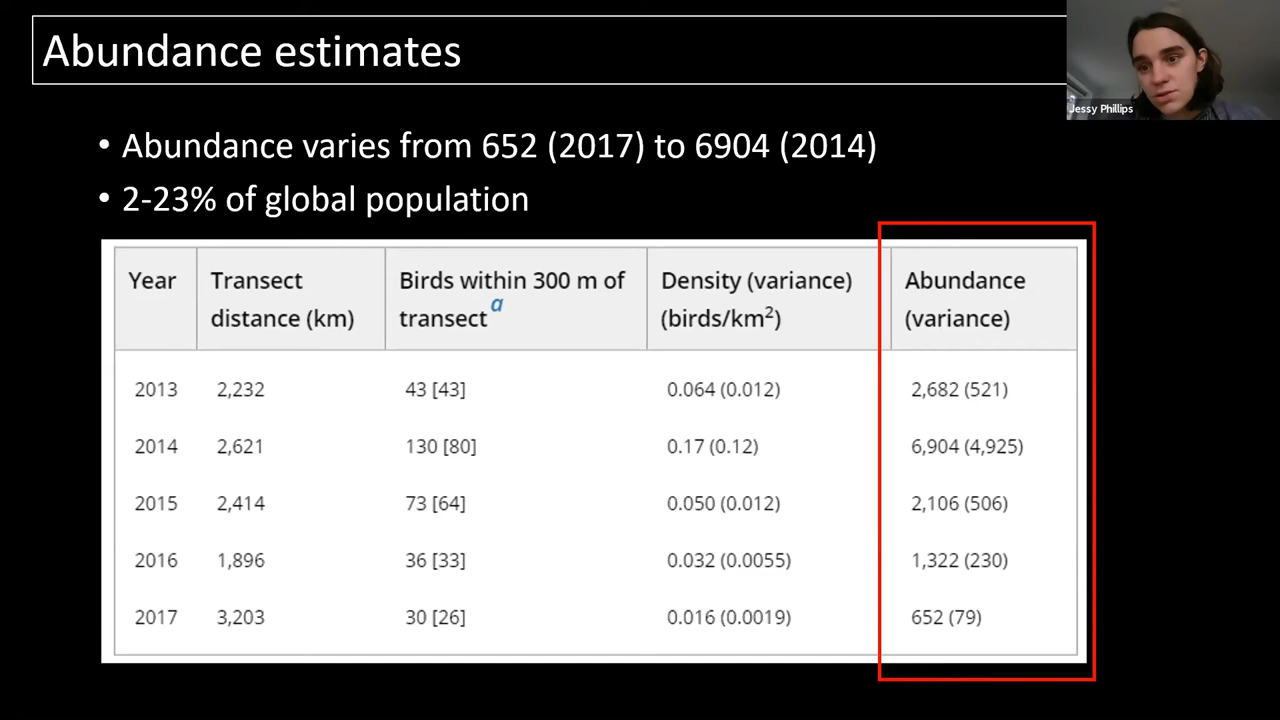 Abundance estimates
Jessy Phillips
• Abundance varies from 652 (2017) to 6904 (2014)
• 2-23% of global population
Year Transect distance (km) Birds within 300 m of transect a Density (variance) (birds/km²) Abundance (variance)
2013 2,232 43 [43] 0.064 (0.012) 2,682 (521)
2014 2,621 130 [80] 0.17 (0.12) 6,904 (4,925)
2015 2,414 73 [64] 0.050 (0.012) 2,106 (506)
2016 1,896 36 [33] 0.032 (0.0055) 1,322 (230)
2017 3,203 30 [26] 0.016 (0.0019) 652 (79)